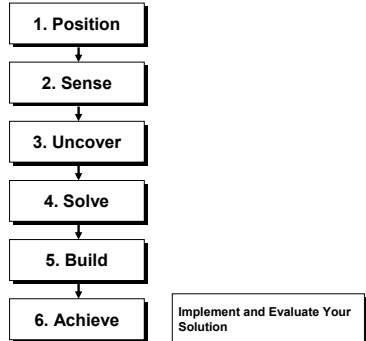 1. Position
2. Sense
3. Uncover
4. Solve
5. Build
6. Achieve
Implement and Evaluate Your
Solution